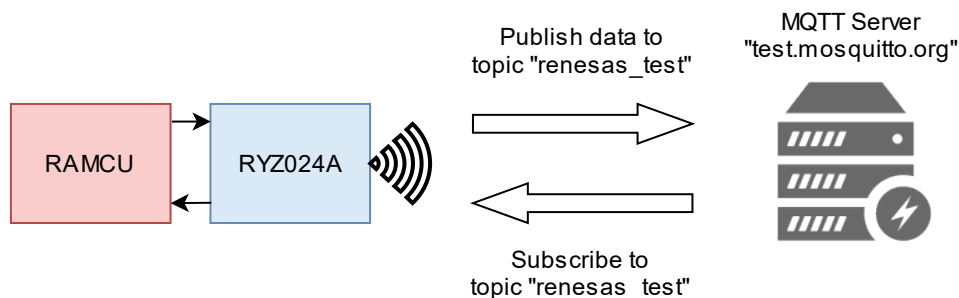 RAMCU
RYZ024A
Publish data to
topic "renesas_test"
Subscribe to
topic "renesas_test"
MQTT Server
"test.mosquitto.org"